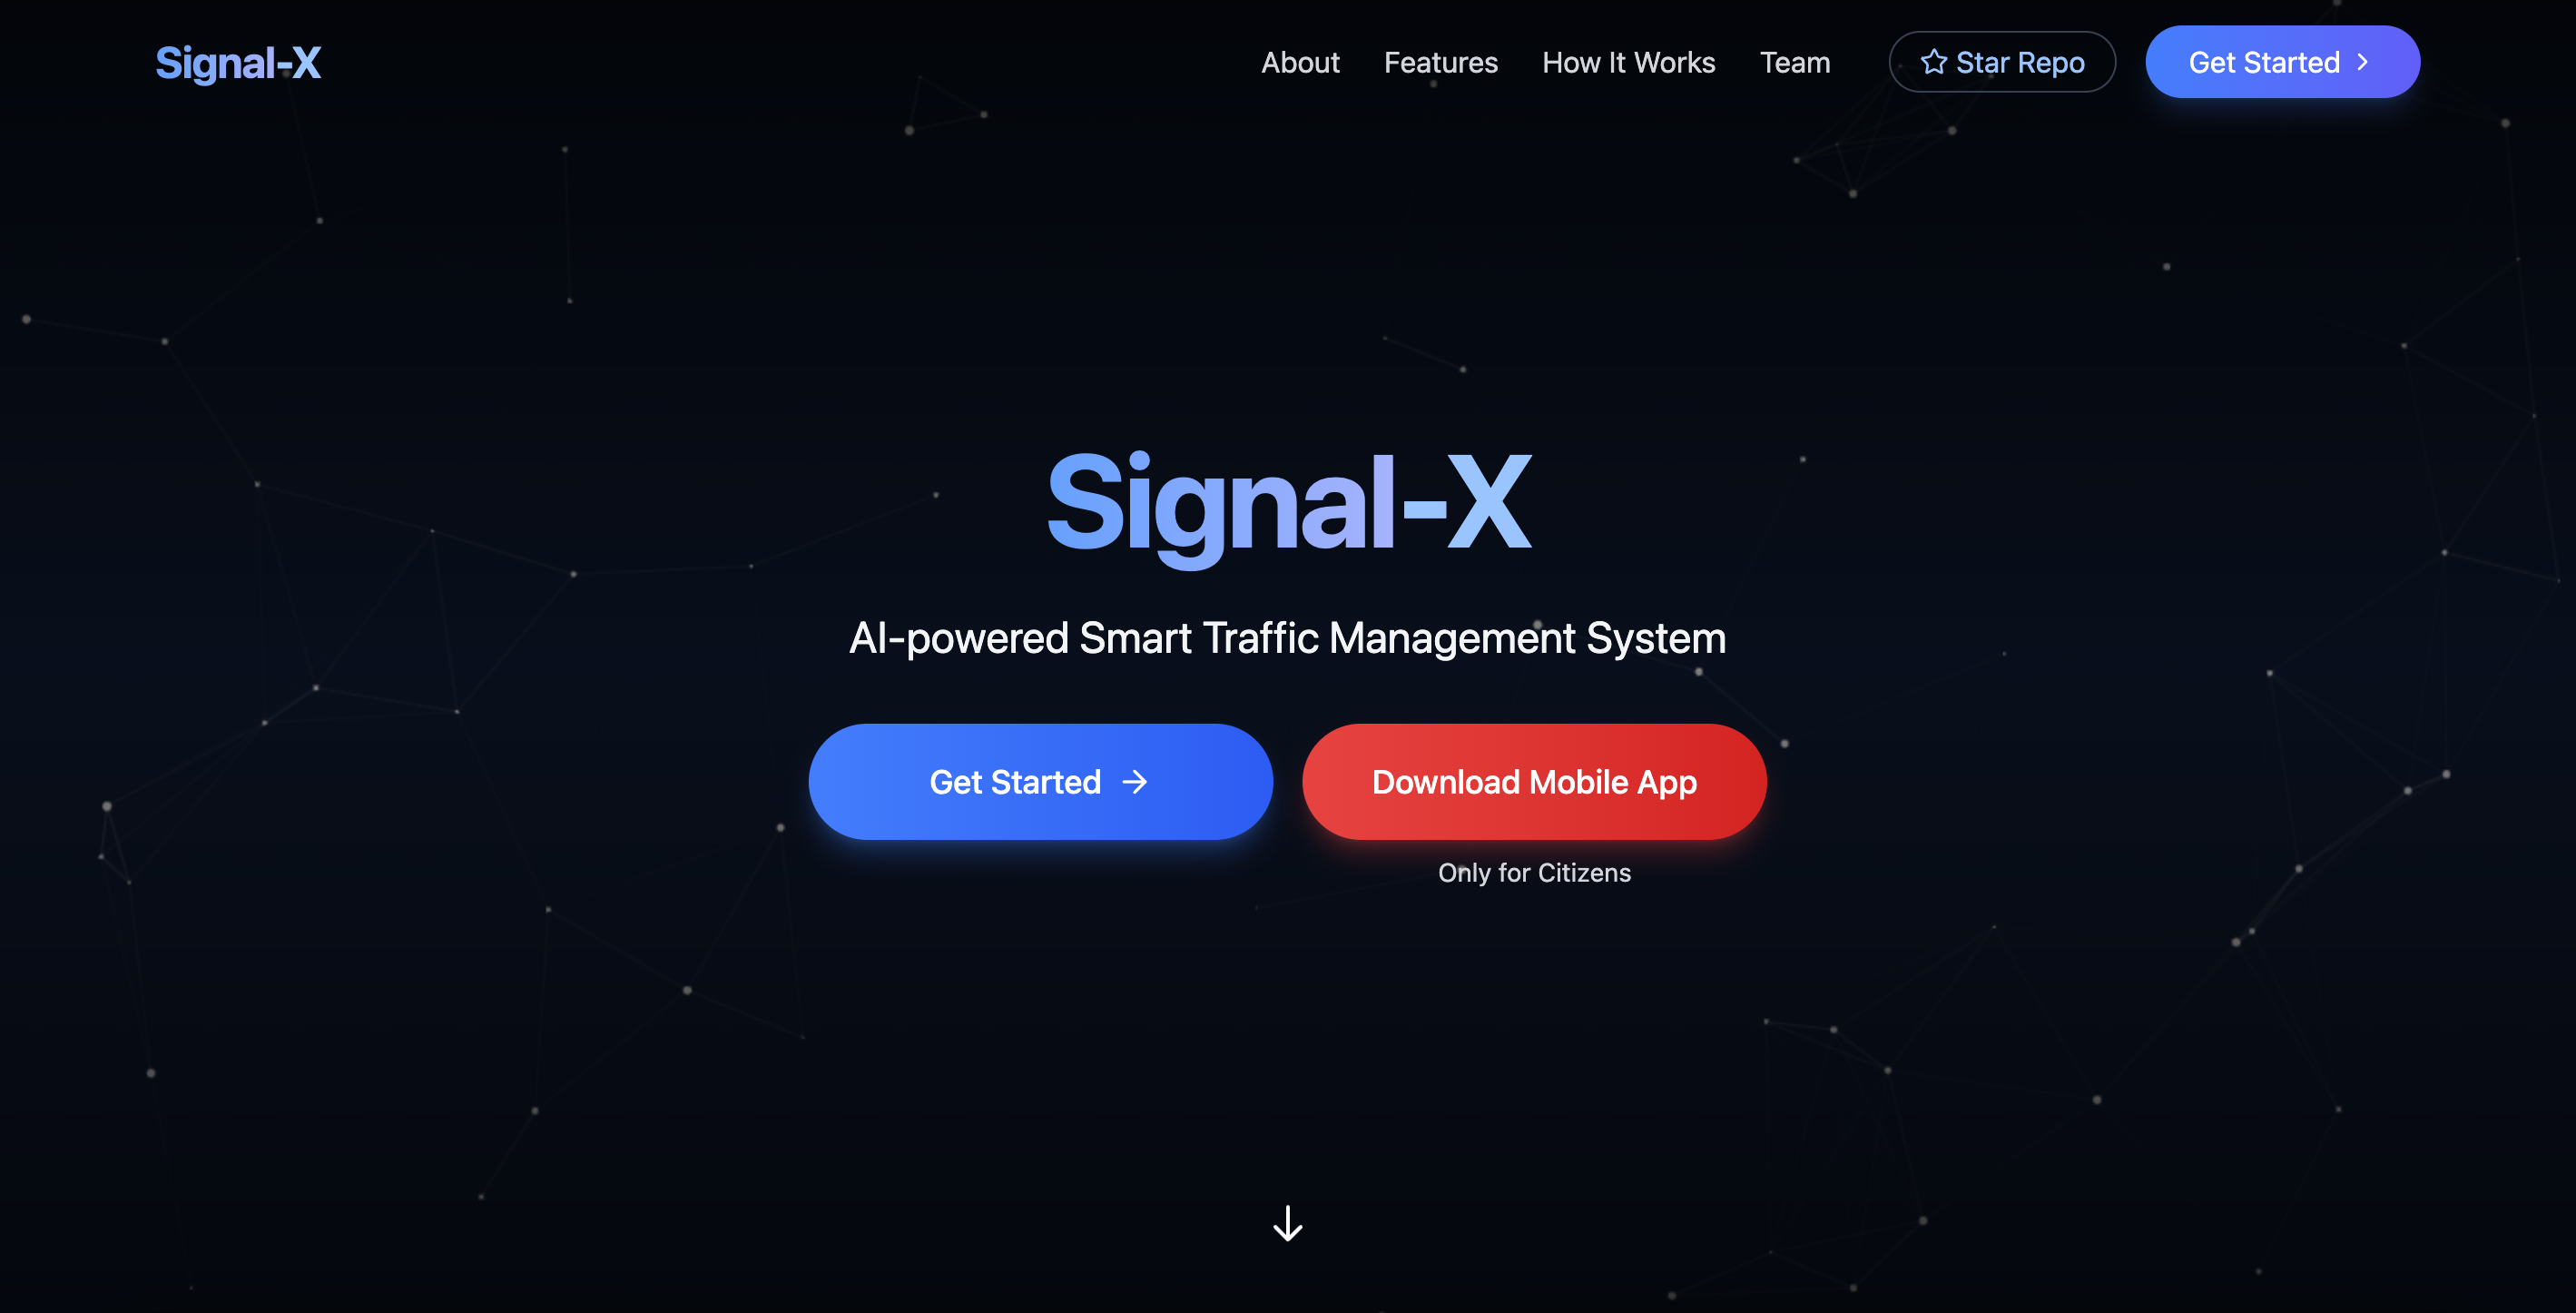 Signal-X
About Features How It Works Team Star Repo Get Started
Signal-X
AI-powered Smart Traffic Management System
Get Started
Download Mobile App
Only for Citizens